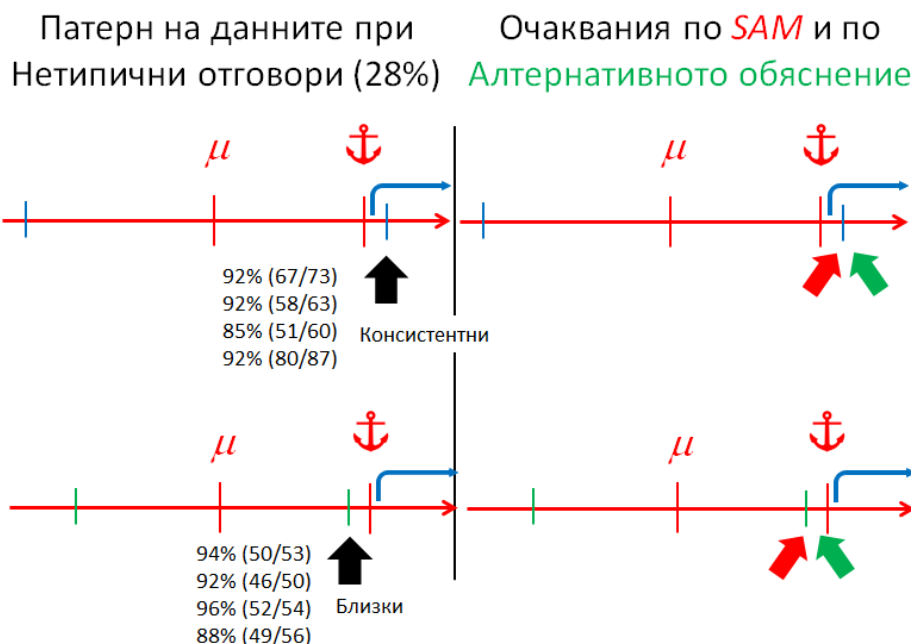 Патерн на данните при
Нетипични отговори (28%)
Очаквания по SAM и по
Алтернативното обяснение
μ
μ
92% (67/73)
92% (58/63)
85% (51/60)
92% (80/87)
Консистентни
μ
μ
94% (50/53)
92% (46/50)
96% (52/54)
88% (49/56)
Близки